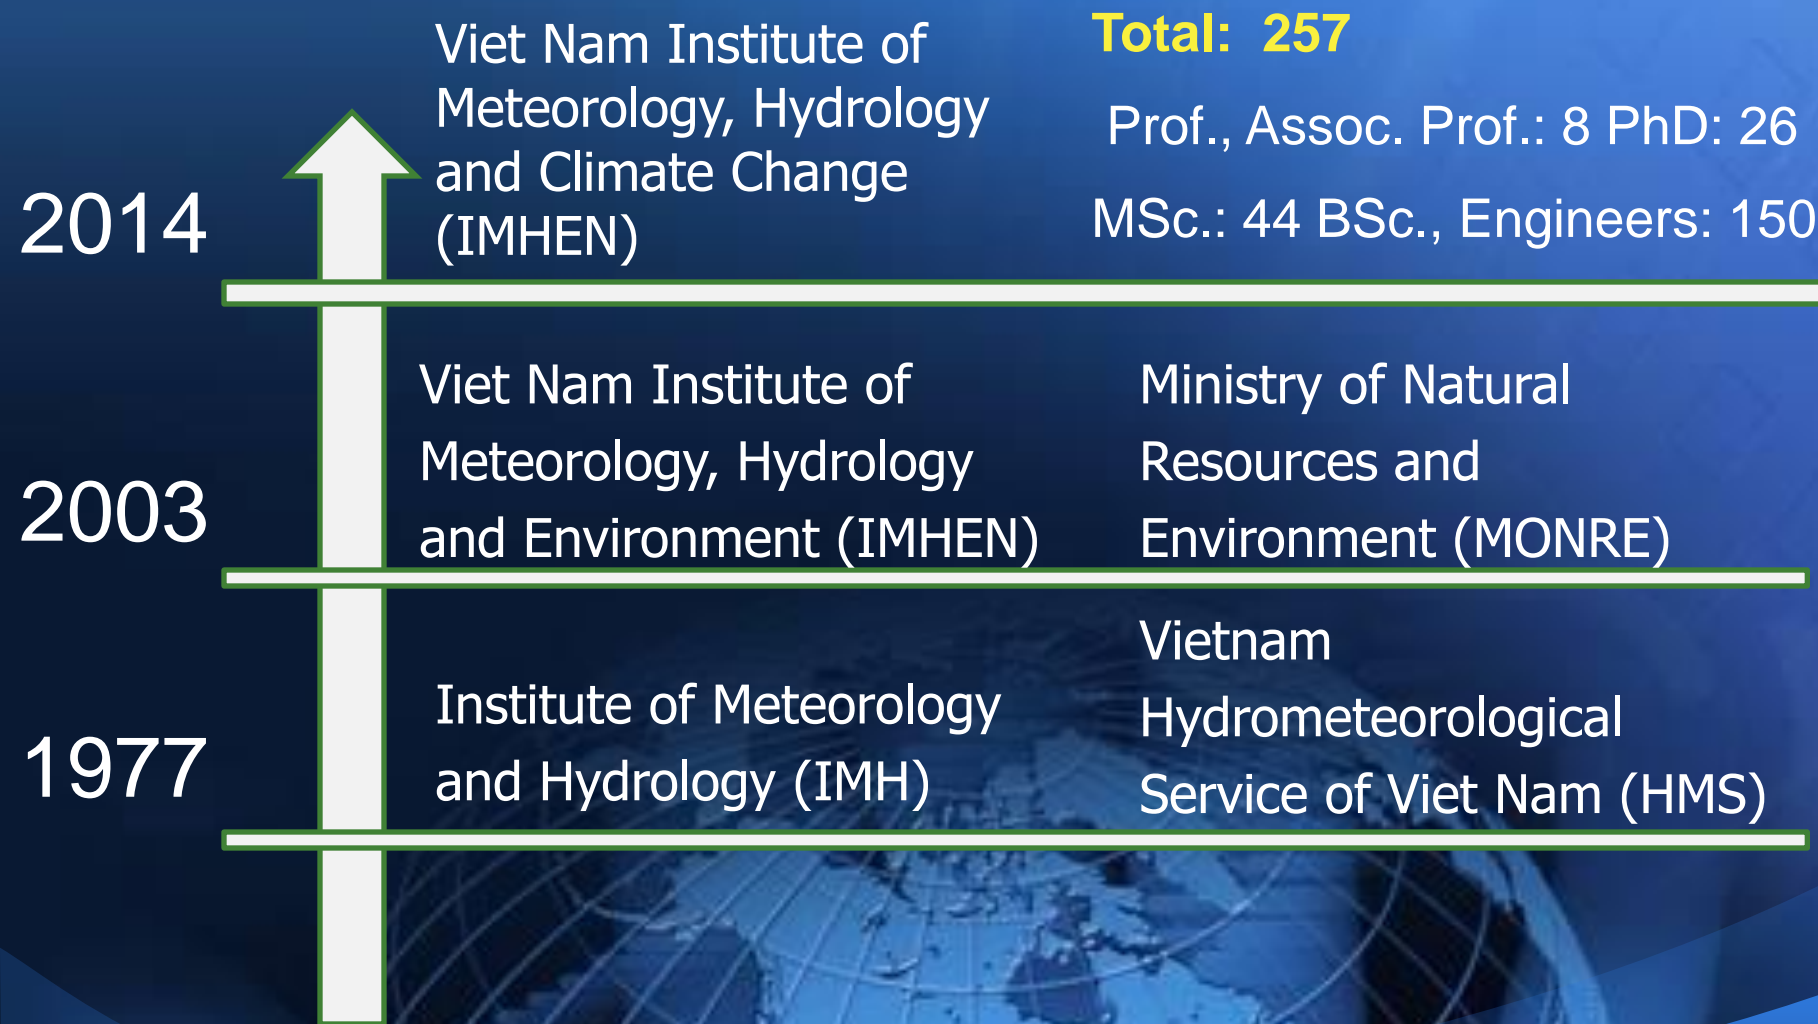 2014
Viet Nam Institute of
Meteorology, Hydrology
and Climate Change
(IMHEN)
Total: 257
Prof., Assoc. Prof.: 8 PhD: 26
MSc.: 44 BSc., Engineers: 150
2003
Viet Nam Institute of
Meteorology, Hydrology
and Environment (IMHEN)
Ministry of Natural
Resources and
Environment (MONRE)
1977
Institute of Meteorology
and Hydrology (IMH)
Vietnam
Hydrometeorological
Service of Viet Nam (HMS)